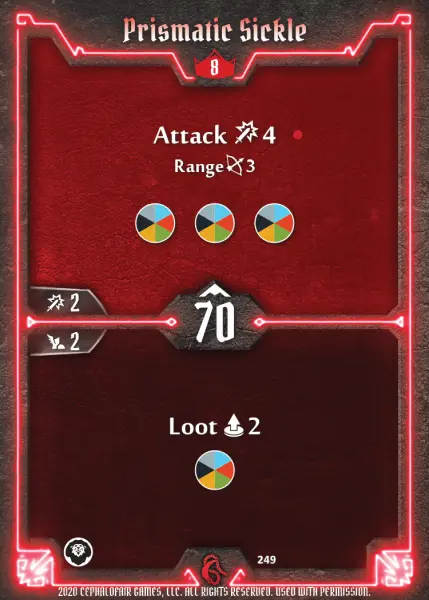 Prismatic Sickle
8
Attack 4
Range 3
2
70
2
Loot 2
249
2020 CEPHALOFAIR GAMES, LLC. ALL RIGHTS RESERVED. USED WITH PERMISSION.